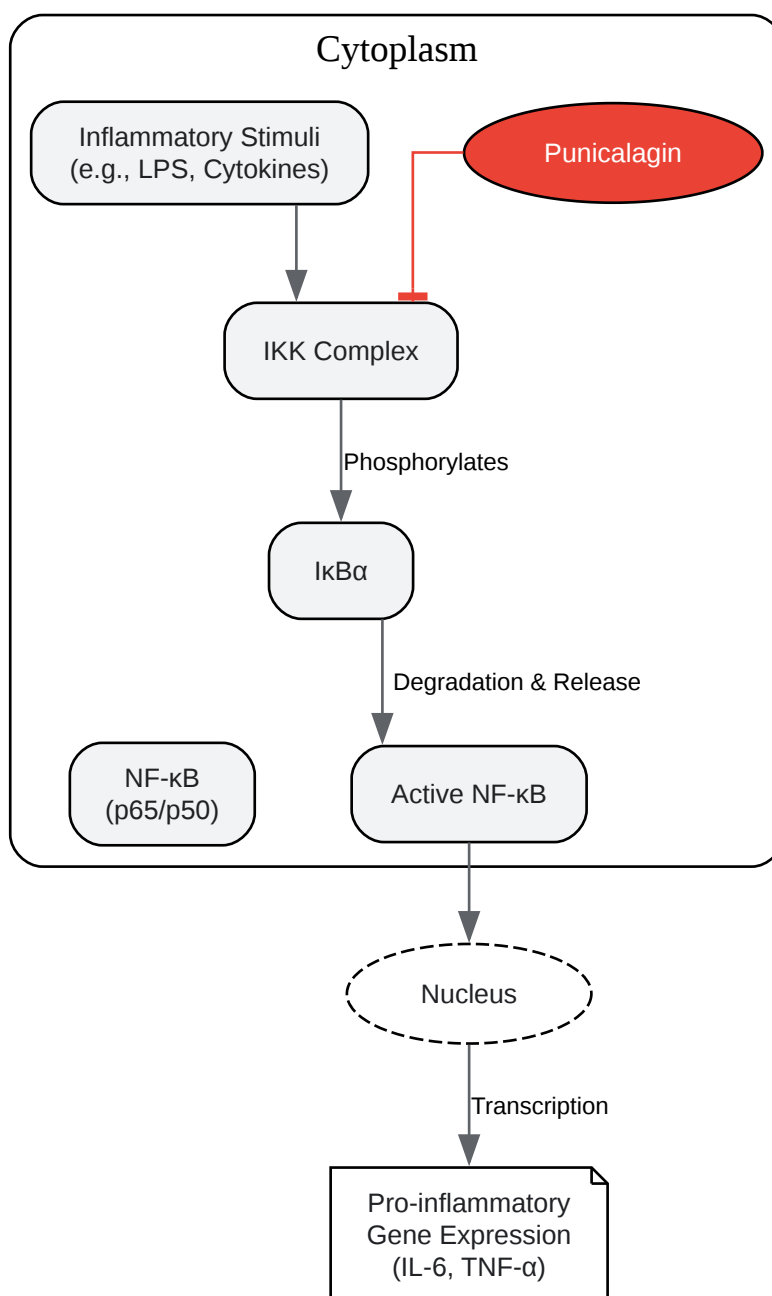 Cytoplasm
Inflammatory Stimuli
(e.g., LPS, Cytokines)
Punicalagin
IKK Complex
Phosphorylates
IκBα
Degradation & Release
NF-κB
(p65/p50)
Active NF-κB
Nucleus
Transcription
Pro-inflammatory
Gene Expression
(IL-6, TNF-α)